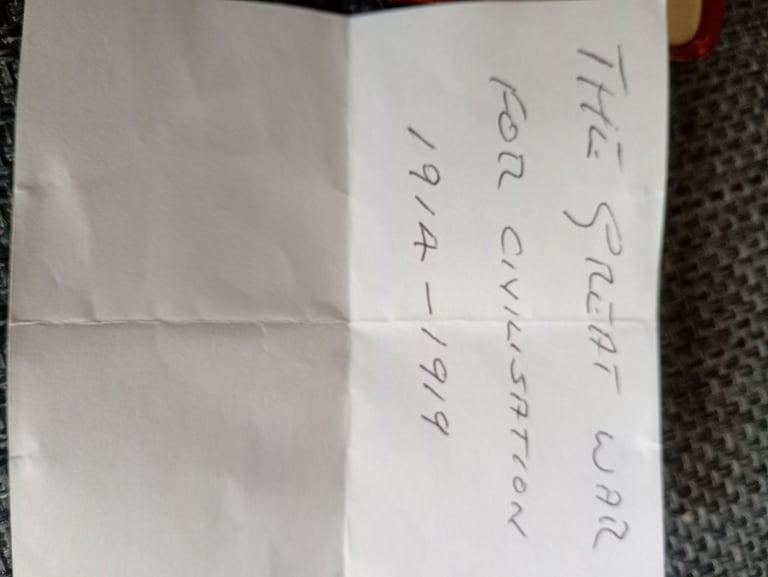 THE GREAT WAR
FOR CIVILISATION
1914 - 1919